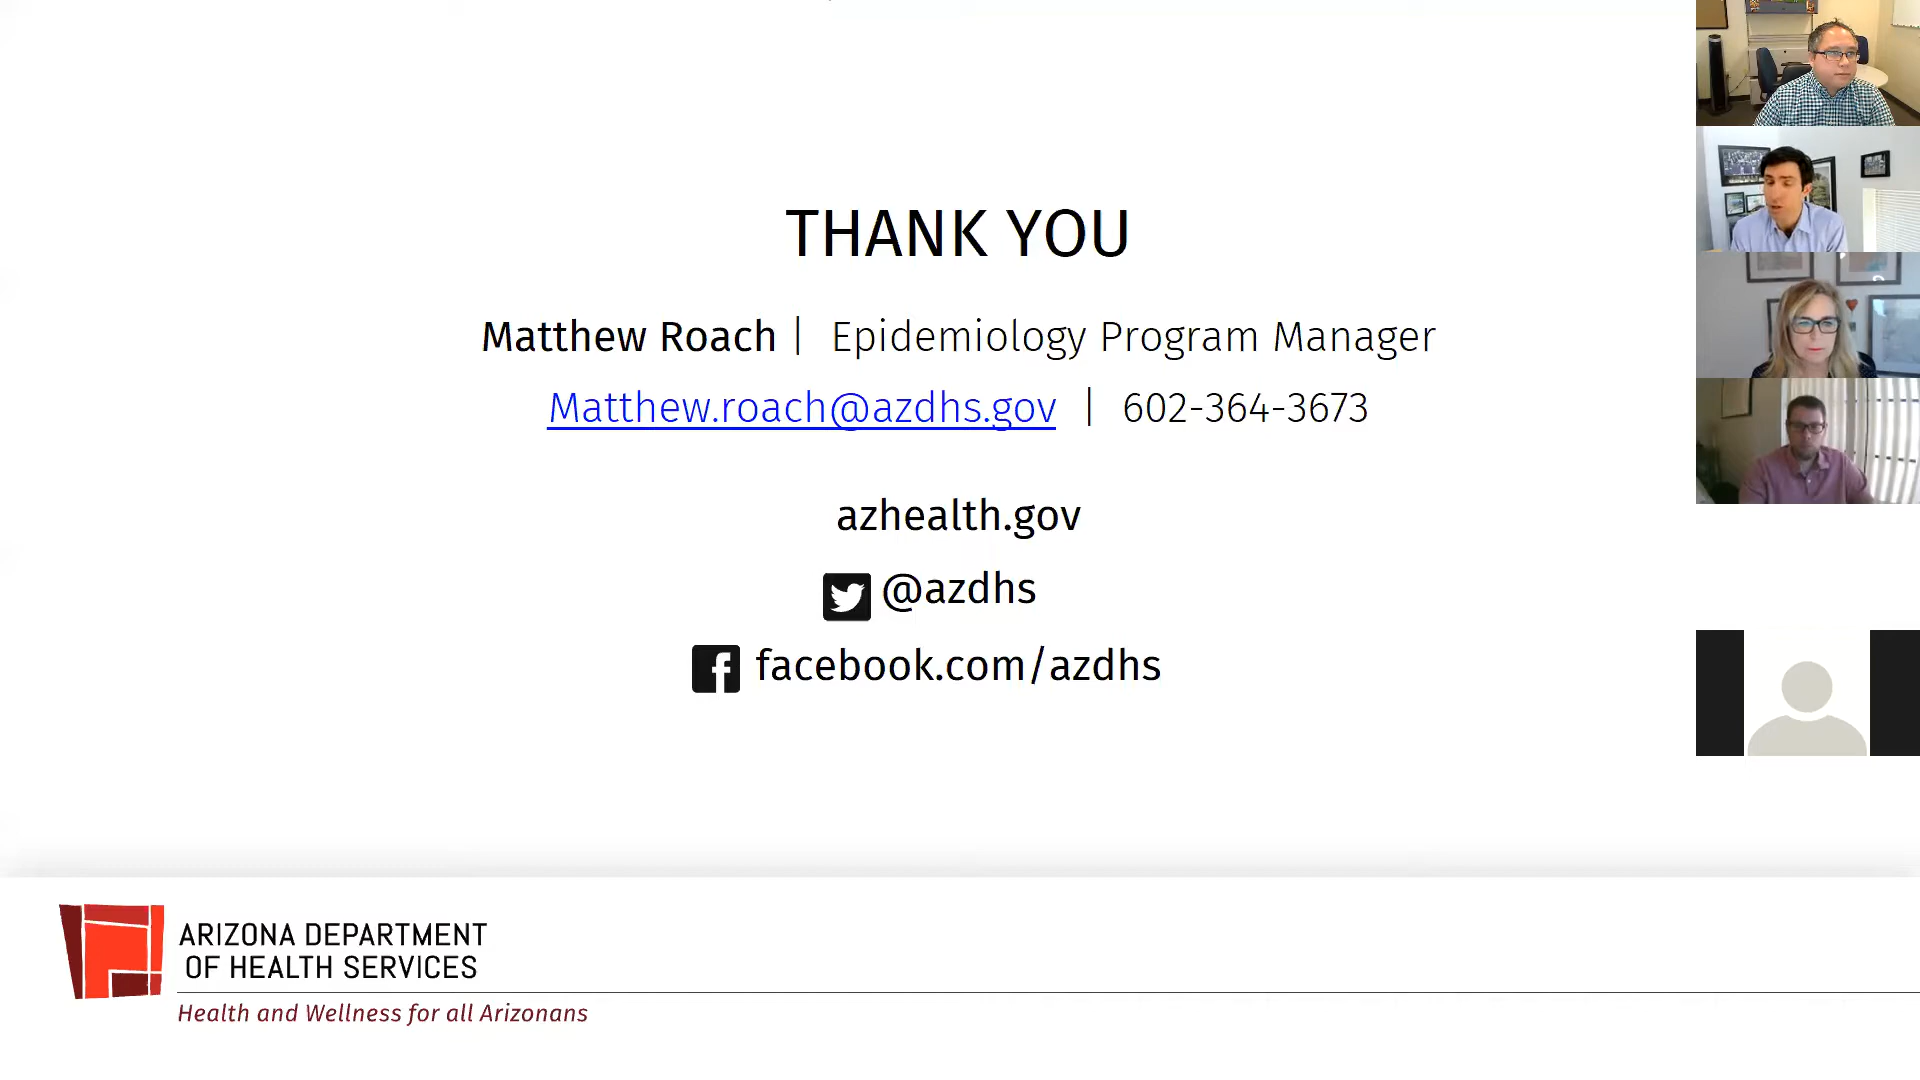 THANK YOU
Matthew Roach | Epidemiology Program Manager
Matthew.roach@azdhs.gov | 602-364-3673
azhealth.gov
@azdhs
facebook.com/azdhs
ARIZONA DEPARTMENT
OF HEALTH SERVICES
Health and Wellness for all Arizonans